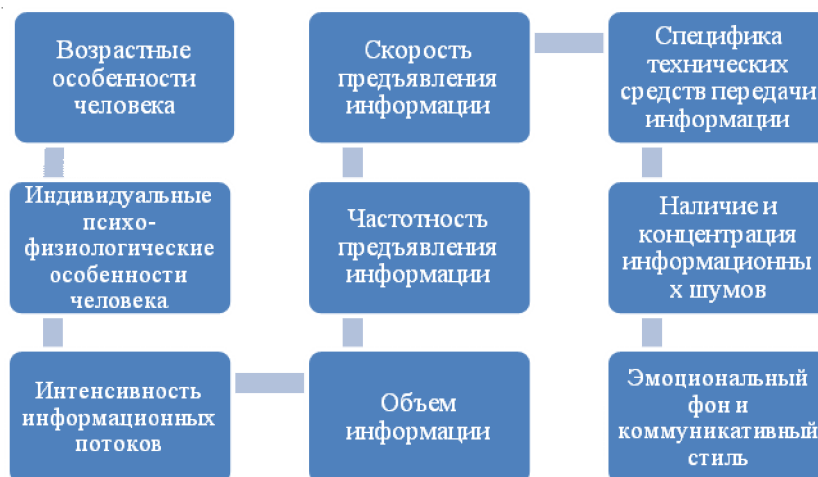 Возрастные
особенности
человека
Индивидуальные
психо-
физиологические
особенности
человека
Интенсивность
информационных
потоков
Объем
информации
Частотность
предъявления
информации
Скорость
предъявления
информации
Специфика
технических
средств передачи
информации
Наличие и
концентрация
информационны
х шумов
Эмоциональный
фон и
коммуникативный
стиль